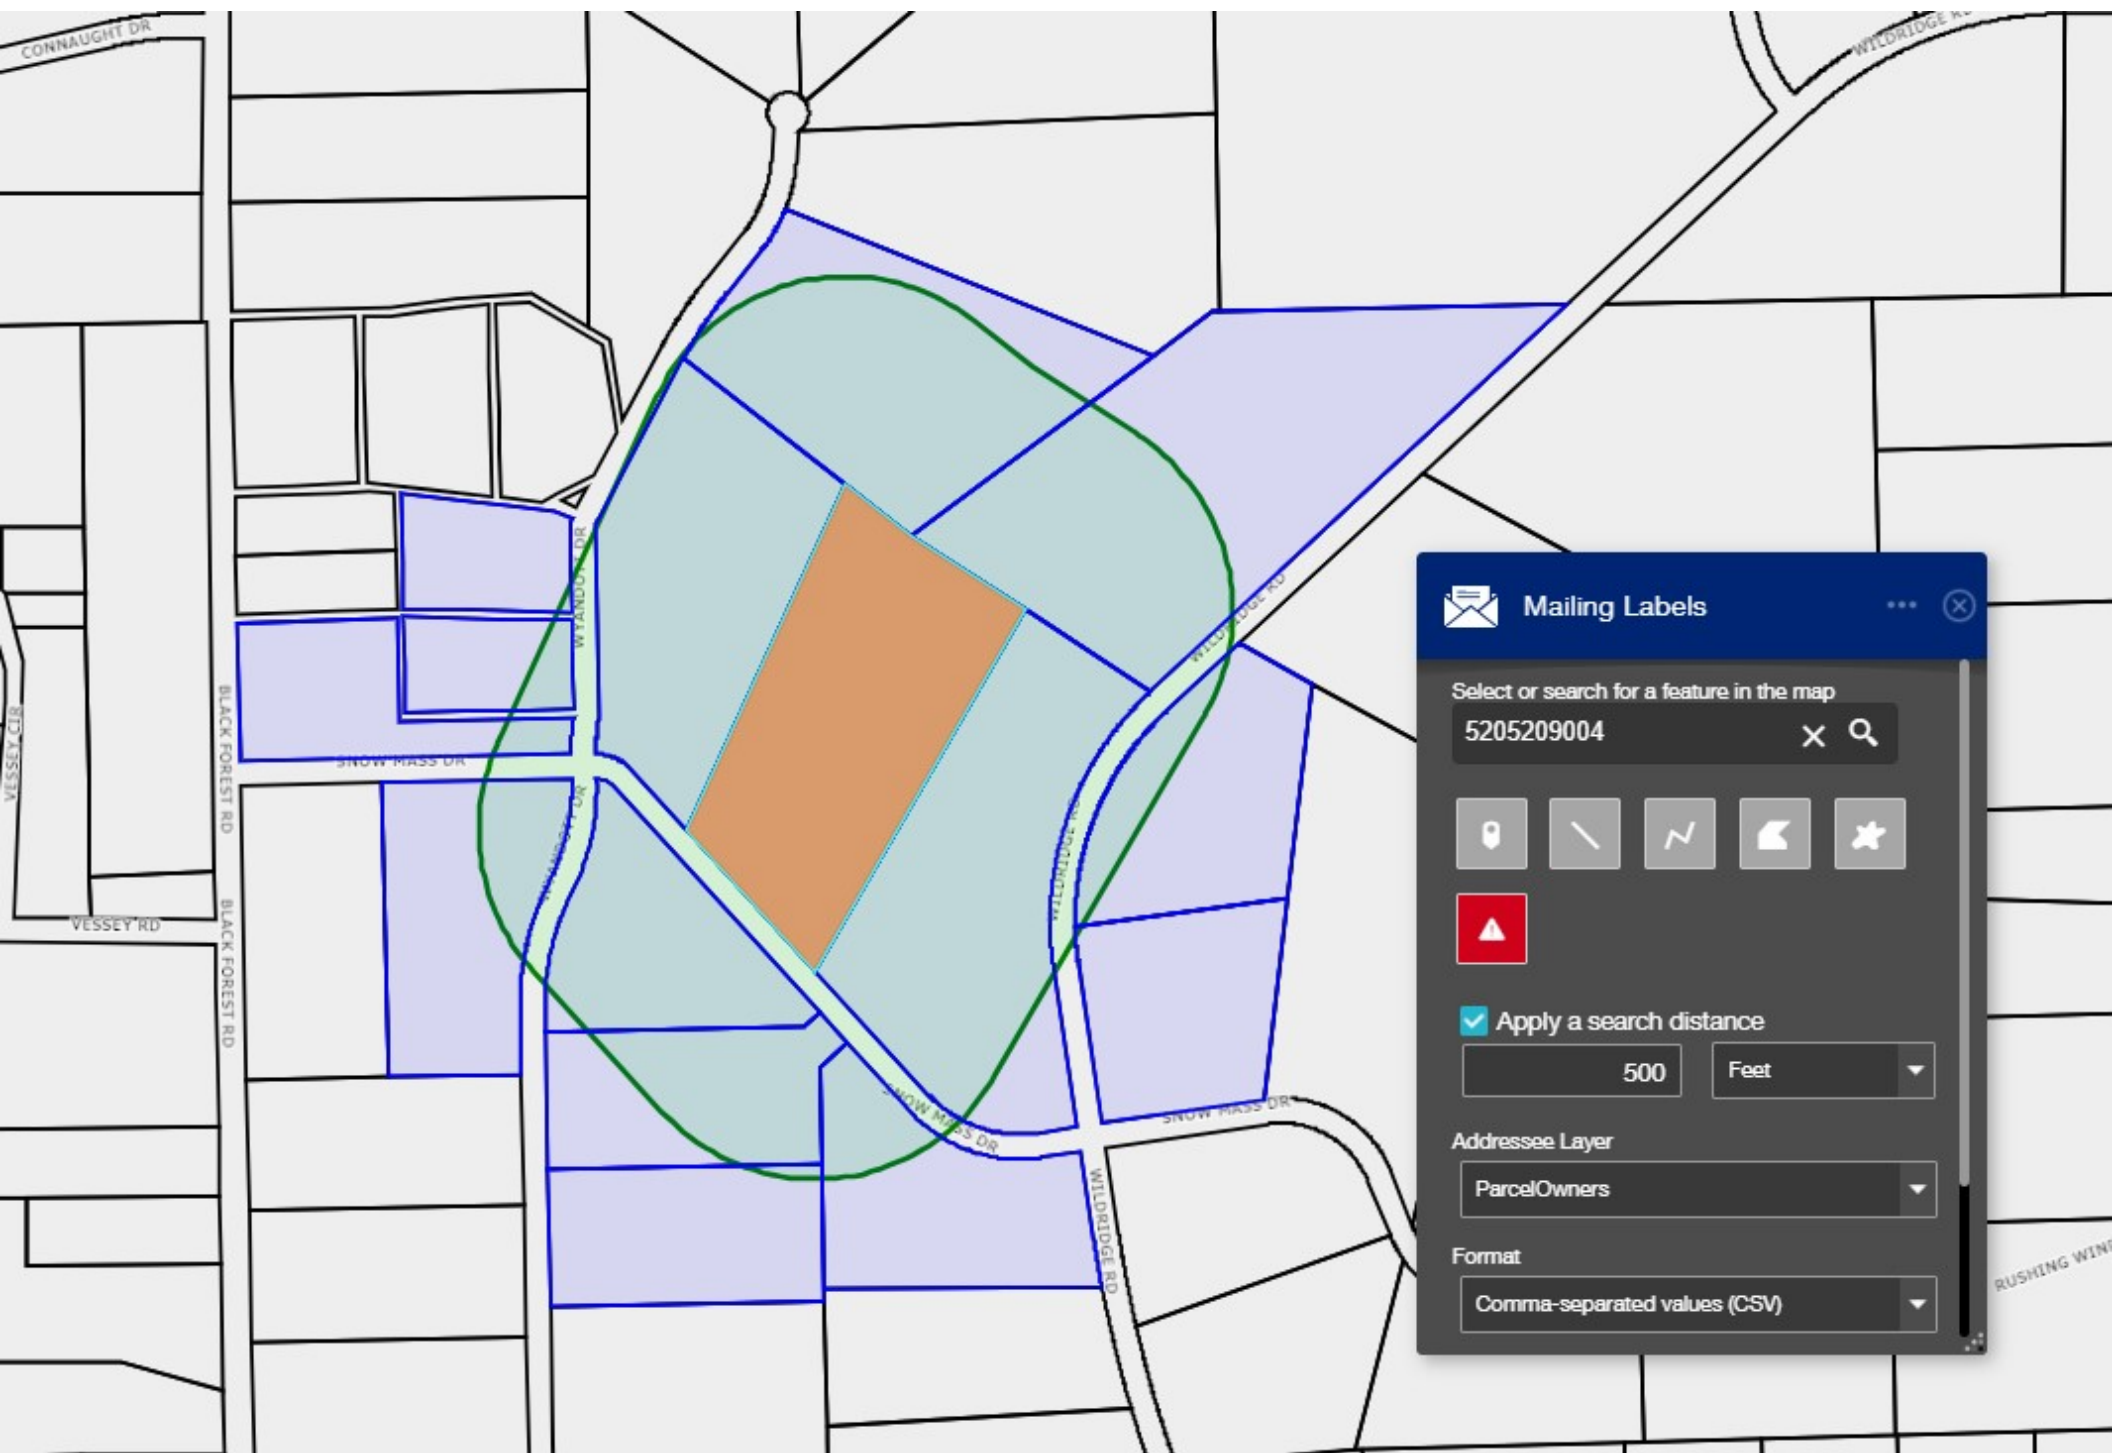 CONNAUGHT DR
WILDRIDGE RD
WYANDOTT DR
WILDRIDGE RD
BLACK FOREST RD
VESSEY CIR
SNOW MASS DR
WYANDOTT DR
WILDRIDGE RD
VESSEY RD
BLACK FOREST RD
SNOW MASS DR
SNOW MASS DR
WILDRIDGE RD
RUSHING WIN
Mailing Labels
Select or search for a feature in the map
5205209004
Apply a search distance
500
Feet
Addressee Layer
ParcelOwners
Format
Comma-separated values (CSV)